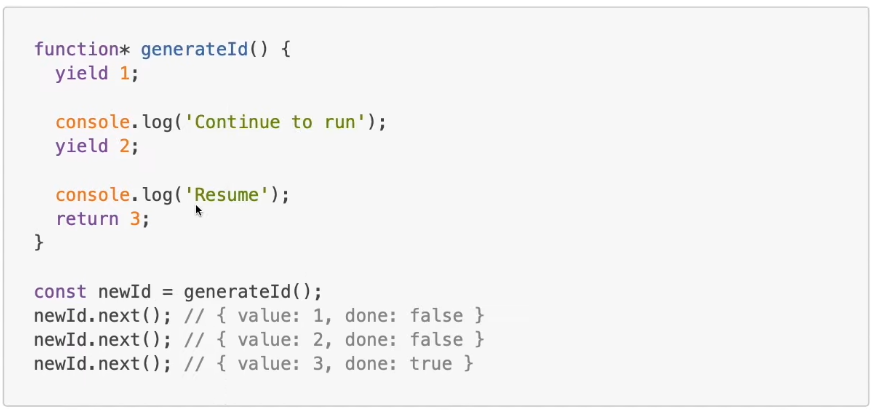 function* generateId() {
  yield 1;

  console.log('Continue to run');
  yield 2;

  console.log('Resume');
  return 3;
}

const newId = generateId();
newId.next(); // { value: 1, done: false }
newId.next(); // { value: 2, done: false }
newId.next(); // { value: 3, done: true }